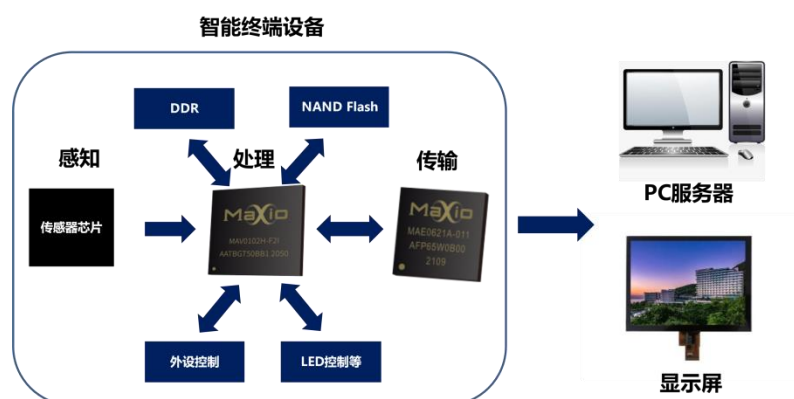 智能终端设备
DDR
NAND Flash
感知
处理
传输
传感器芯片
Maxio
MAV0102H-F2I
AATBGT50BB1 2050
Maxio
MAE0621A-011
AFP65W0B00
2109
外设控制
LED控制等
PC服务器
显示屏